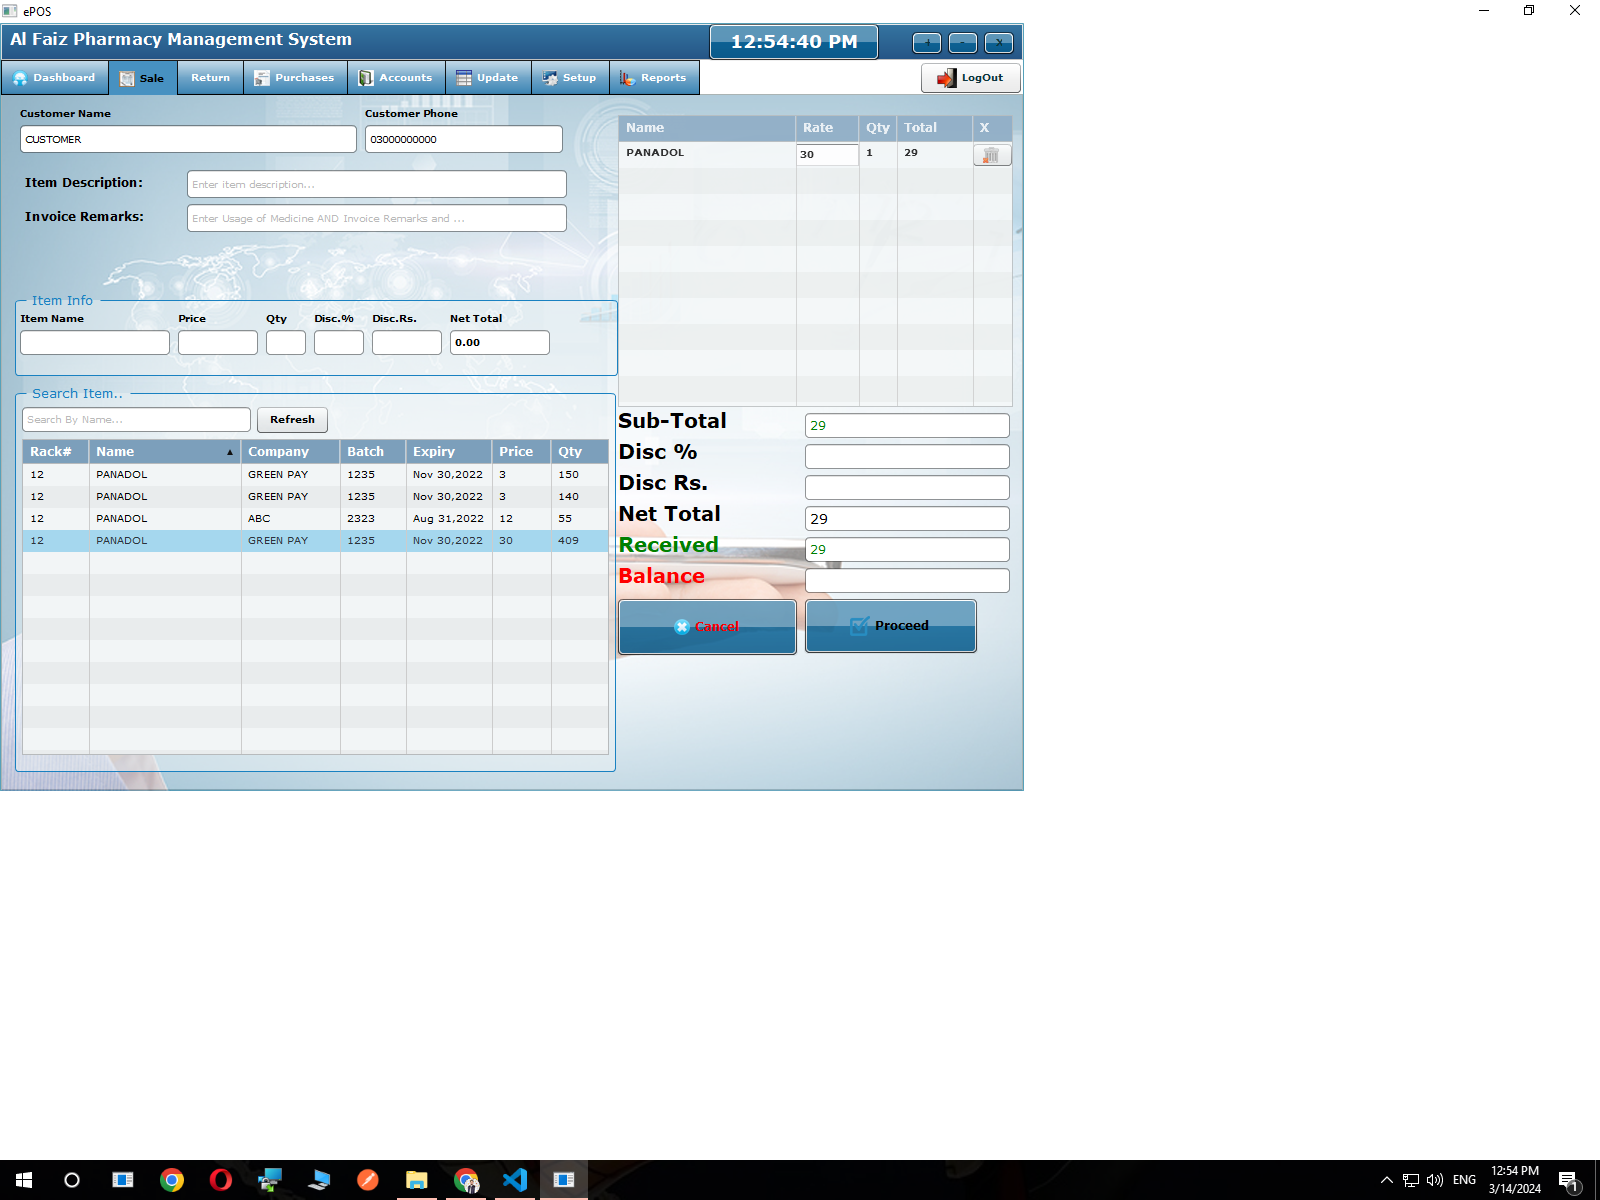 ePOS
Al Faiz Pharmacy Management System
12:54:40 PM
+ - x
Dashboard Sale Return Purchases Accounts Update Setup Reports LogOut
Customer Name Customer Phone
CUSTOMER 03000000000
Item Description: Enter item description...
Invoice Remarks: Enter Usage of Medicine AND Invoice Remarks and ...
Item Info
Item Name Price Qty Disc.% Disc.Rs. Net Total
0.00
Search Item..
Search By Name... Refresh
Rack# Name Company Batch Expiry Price Qty
12 PANADOL GREEN PAY 1235 Nov 30,2022 3 150
12 PANADOL GREEN PAY 1235 Nov 30,2022 3 140
12 PANADOL ABC 2323 Aug 31,2022 12 55
12 PANADOL GREEN PAY 1235 Nov 30,2022 30 409
Name Rate Qty Total X
PANADOL 30 1 29
Sub-Total 29
Disc %
Disc Rs.
Net Total 29
Received 29
Balance
Cancel Proceed
ENG
12:54 PM
3/14/2024
1